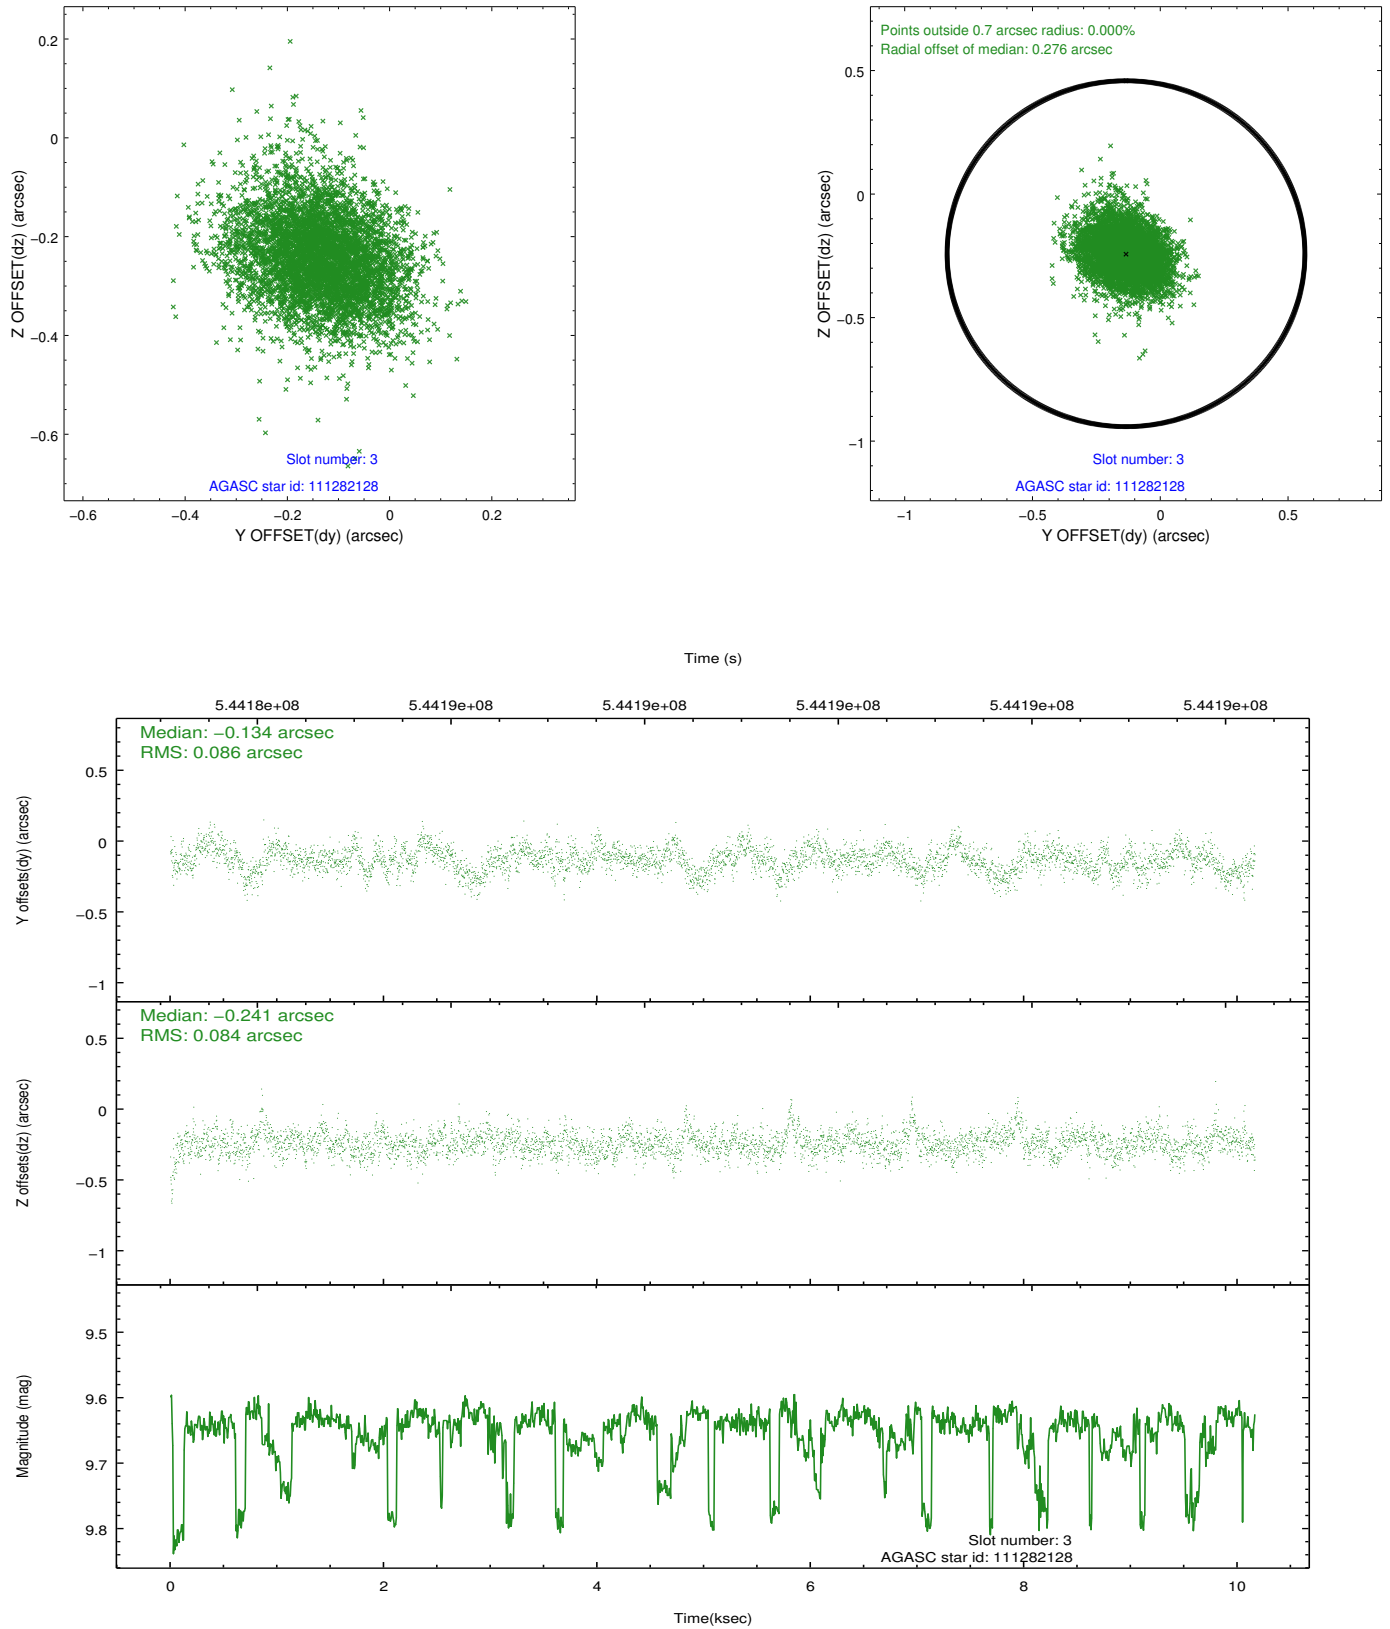 0.2
0
−0.2
−0.4
−0.6
Z OFFSET(dz) (arcsec)
Slot number: 3
AGASC star id: 111282128
−0.6
−0.4
−0.2
0
0.2
Y OFFSET(dy) (arcsec)
Points outside 0.7 arcsec radius: 0.000%
Radial offset of median: 0.276 arcsec
0.5
0
−0.5
−1
Z OFFSET(dz) (arcsec)
Slot number: 3
AGASC star id: 111282128
−1
−0.5
0
0.5
Y OFFSET(dy) (arcsec)
Time (s)
5.4418e+08
5.4419e+08
5.4419e+08
5.4419e+08
5.4419e+08
5.4419e+08
Median: −0.134 arcsec
RMS: 0.086 arcsec
0.5
0
−0.5
−1
Y offsets(dy) (arcsec)
Median: −0.241 arcsec
RMS: 0.084 arcsec
0.5
0
−0.5
−1
Z offsets(dz) (arcsec)
9.5
9.6
9.7
9.8
Magnitude (mag)
Slot number: 3
AGASC star id: 111282128
0
2
4
6
8
10
Time(ksec)